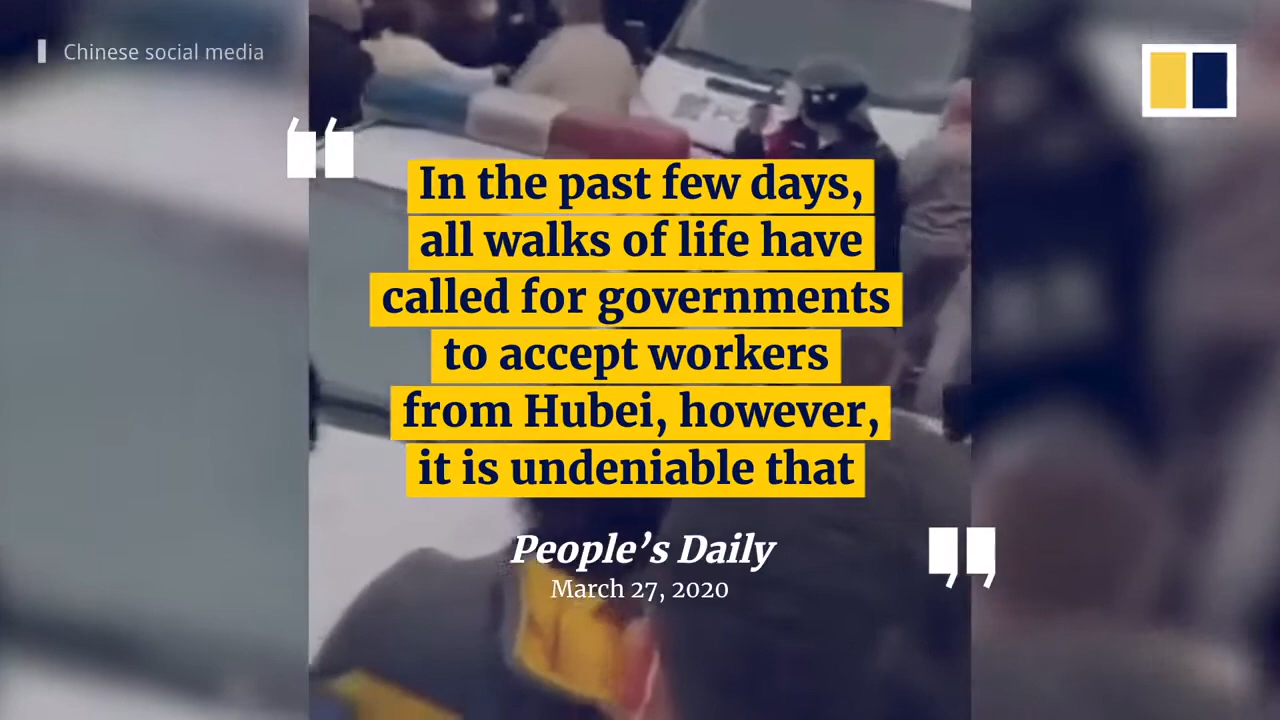 Chinese social media
“
In the past few days,
all walks of life have
called for governments
to accept workers
from Hubei, however,
it is undeniable that
People’s Daily
March 27, 2020
”